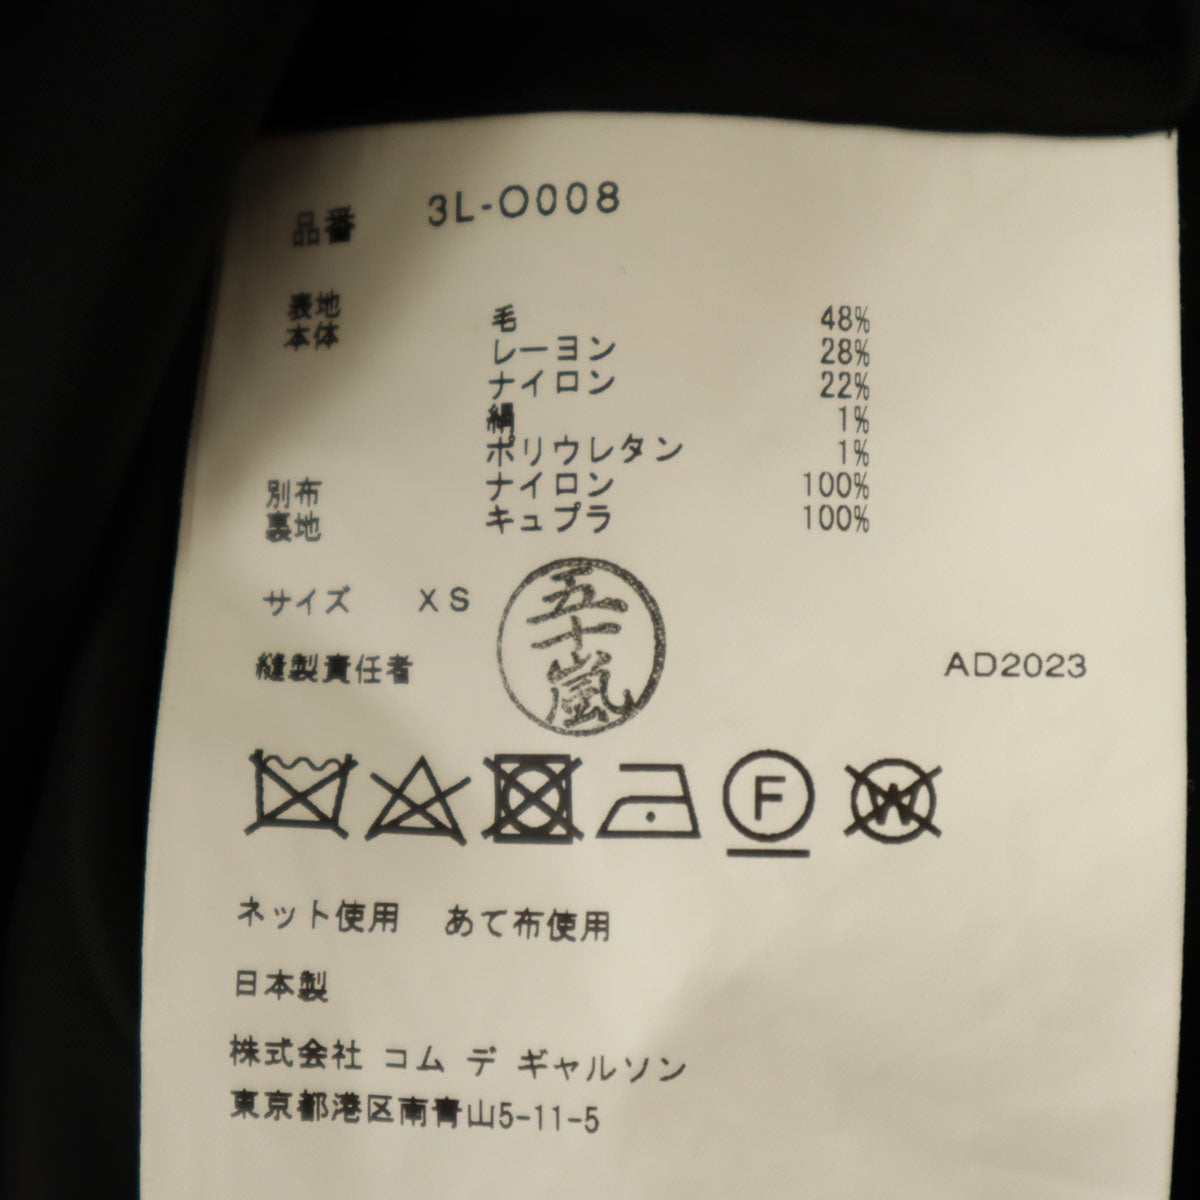 品番 3L-O008
表地
本体 毛 48%
レーヨン 28%
ナイロン 22%
絹 1%
ポリウレタン 1%
別布 ナイロン 100%
裏地 キュプラ 100%
サイズ XS
五十嵐
縫製責任者 AD2023
F W
ネット使用 あて布使用
日本製
株式会社 コム デ ギャルソン
東京都港区南青山5-11-5